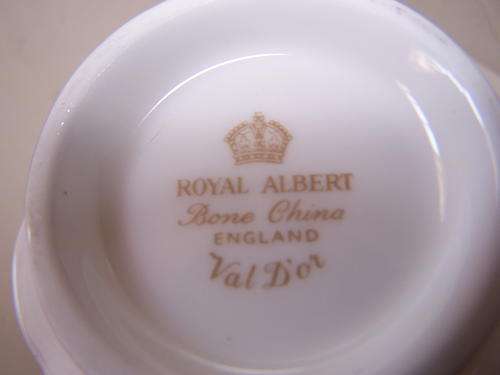 ROYAL ALBERT
Bone China
ENGLAND
Val D'or